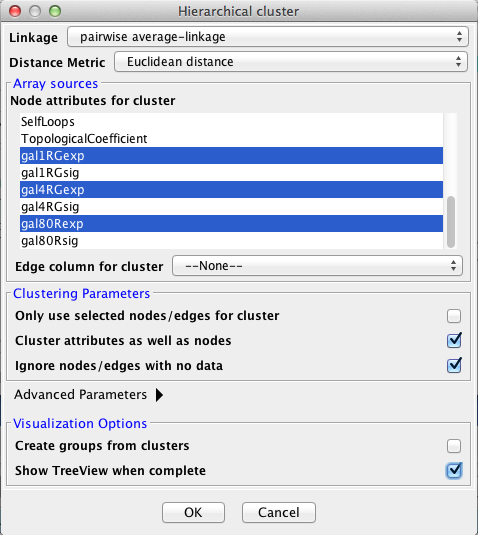 Hierarchical cluster
Linkage pairwise average-linkage
Distance Metric Euclidean distance
Array sources
Node attributes for cluster
SelfLoops
TopologicalCoefficient
gal1RGexp
gal1RGsig
gal4RGexp
gal4RGsig
gal80Rexp
gal80Rsig
Edge column for cluster --None--
Clustering Parameters
Only use selected nodes/edges for cluster
Cluster attributes as well as nodes
Ignore nodes/edges with no data
Advanced Parameters
Visualization Options
Create groups from clusters
Show TreeView when complete
OK Cancel